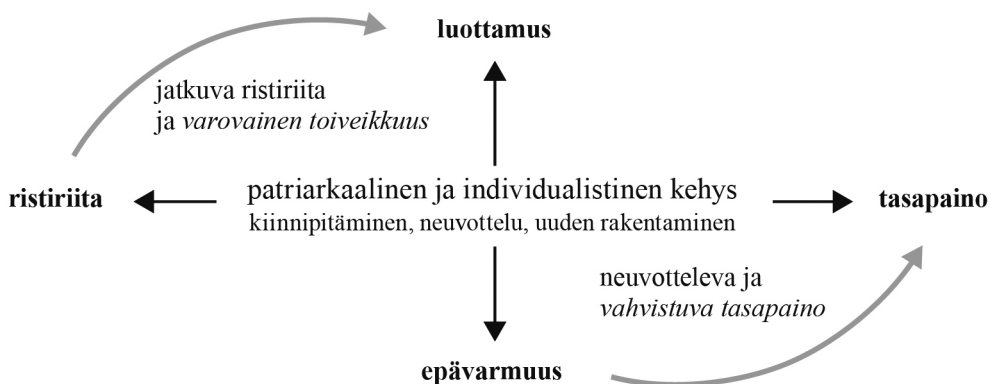 luottamus
jatkuva ristiriita
ja varovainen toiveikkuus
ristiriita
patriarkaalinen ja individualistinen kehys
tasapaino
kiinnipitäminen, neuvottelu, uuden rakentaminen
neuvotteleva ja
vahvistuva tasapaino
epävarmuus